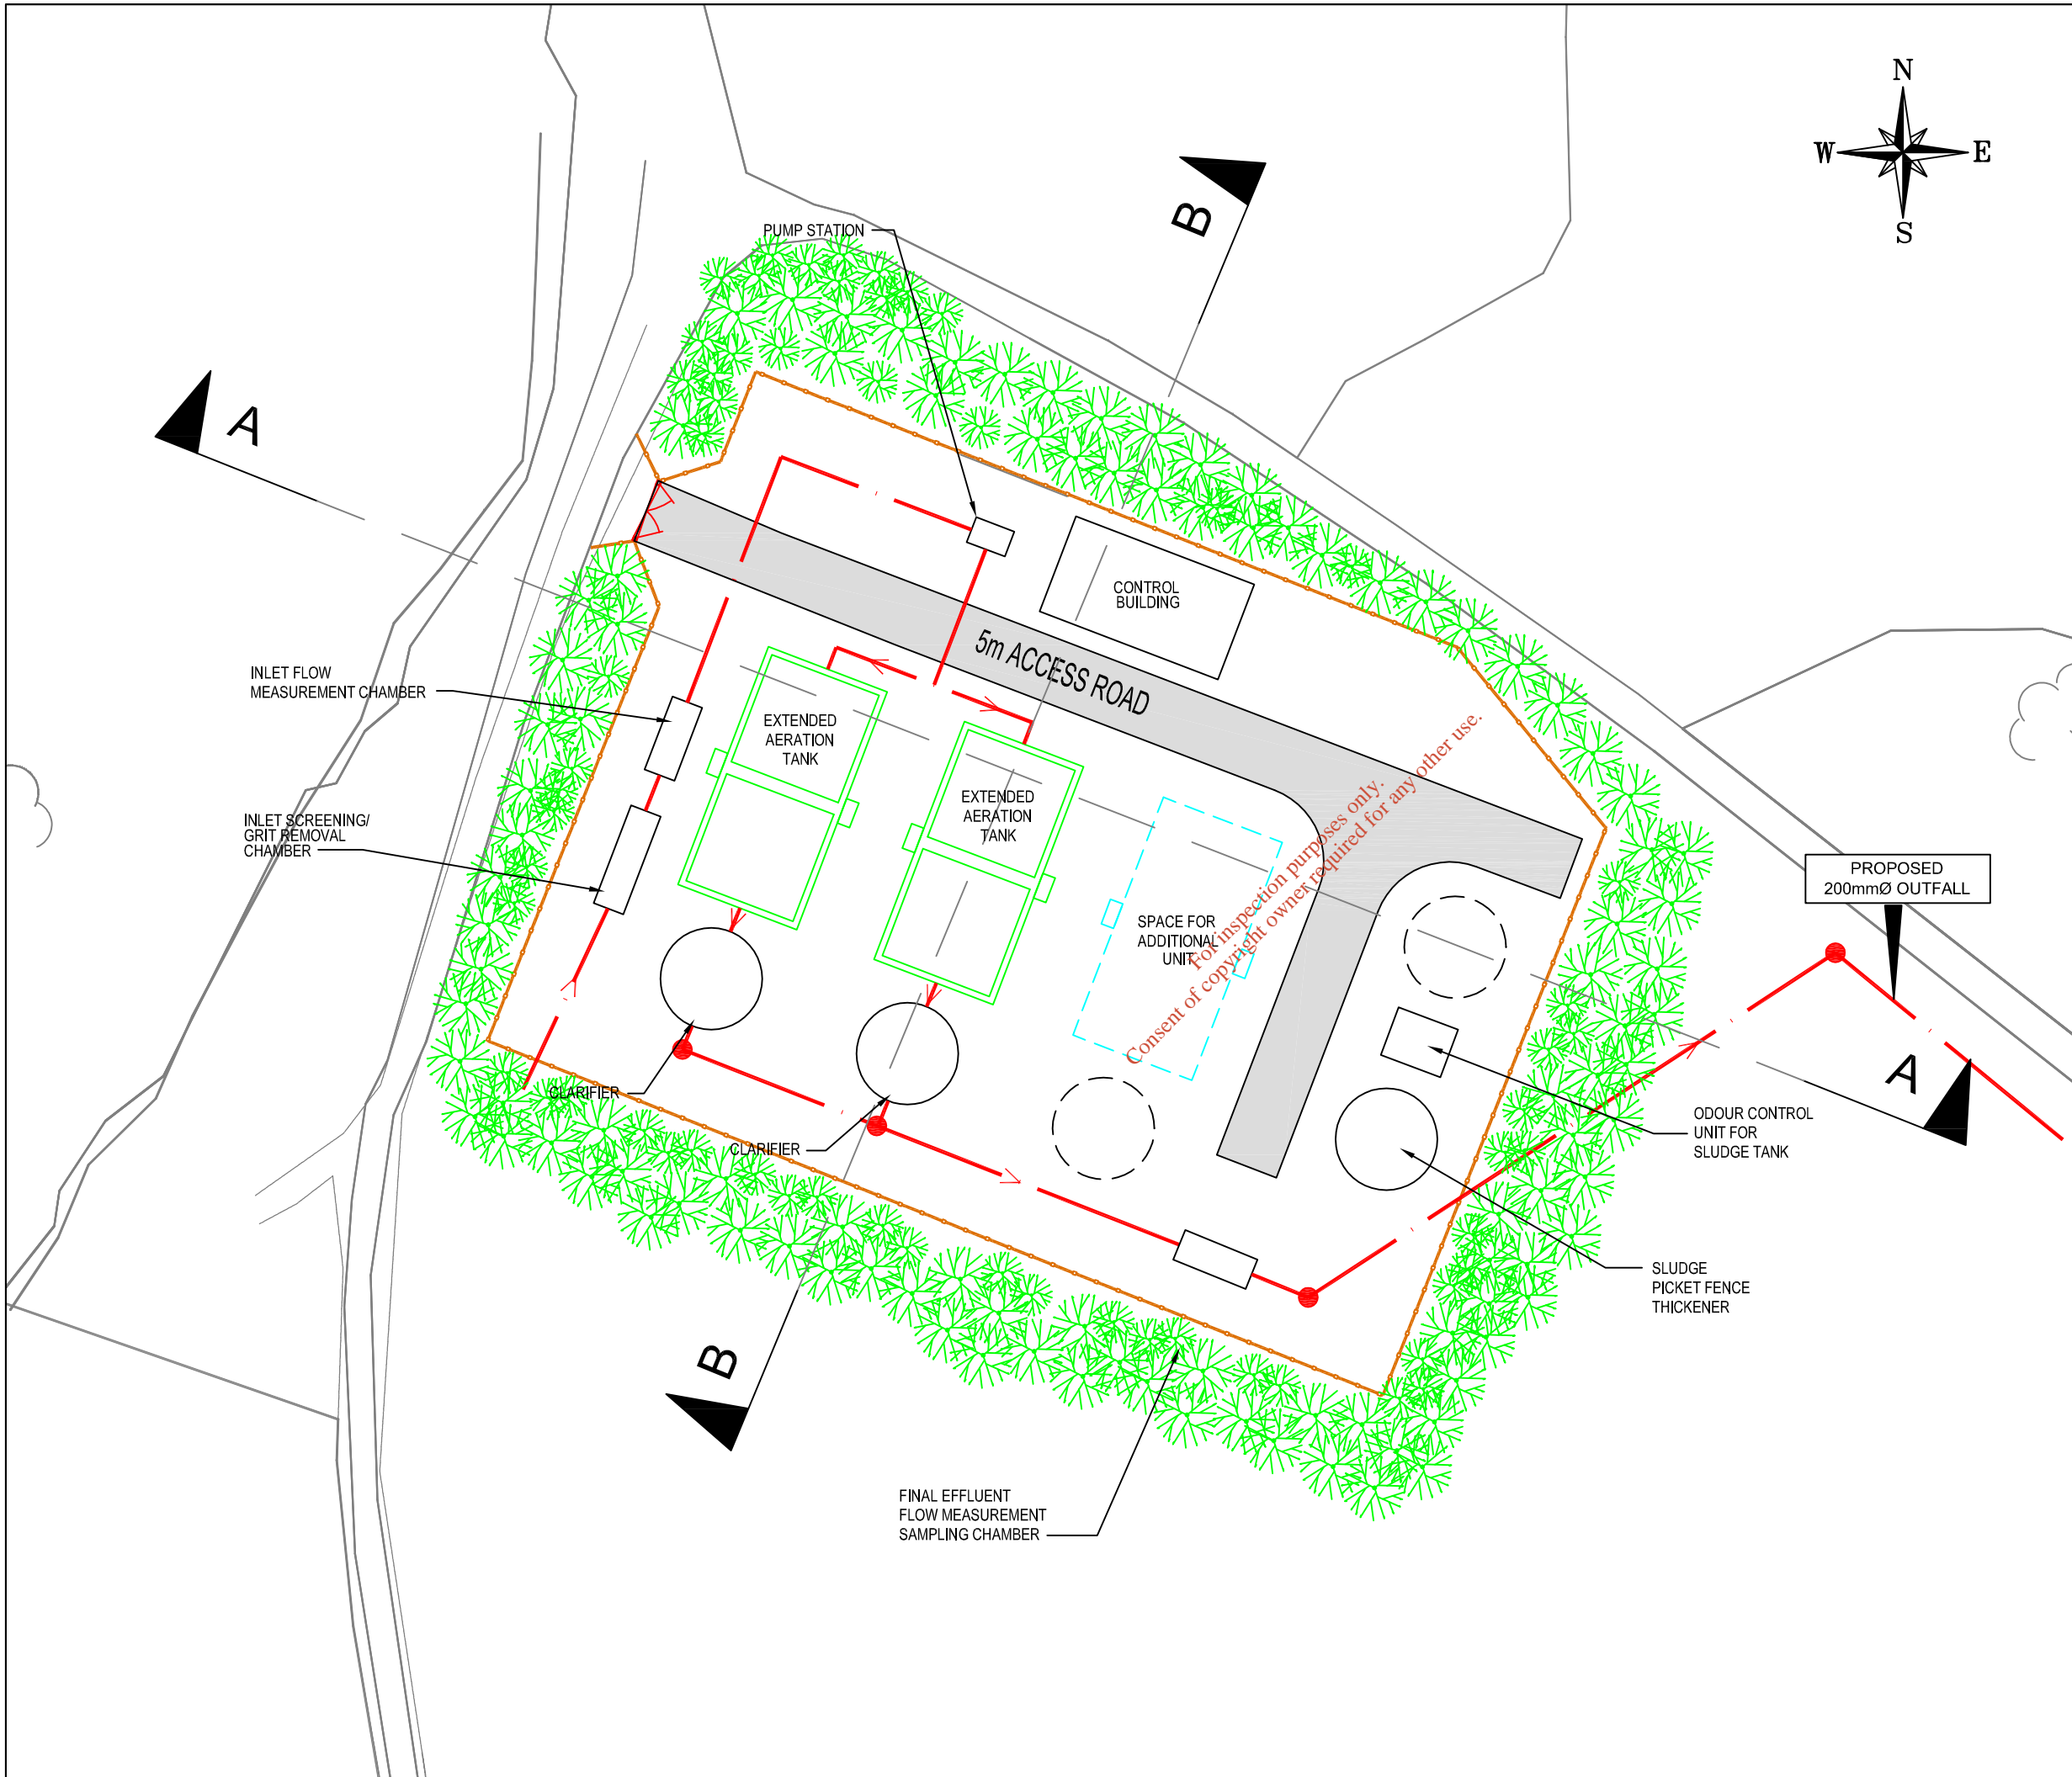 N
W
E
S
PUMP STATION
B
A
CONTROL
BUILDING
5m ACCESS ROAD
INLET FLOW
MEASUREMENT CHAMBER
EXTENDED
AERATION
TANK
EXTENDED
AERATION
TANK
INLET SCREENING/
GRIT REMOVAL
CHAMBER
SPACE FOR
ADDITIONAL
UNIT
For inspection purposes only.
Consent of copyright owner required for any other use.
PROPOSED
200mmØ OUTFALL
A
CLARIFIER
CLARIFIER
ODOUR CONTROL
UNIT FOR
SLUDGE TANK
SLUDGE
PICKET FENCE
THICKENER
B
FINAL EFFLUENT
FLOW MEASUREMENT
SAMPLING CHAMBER